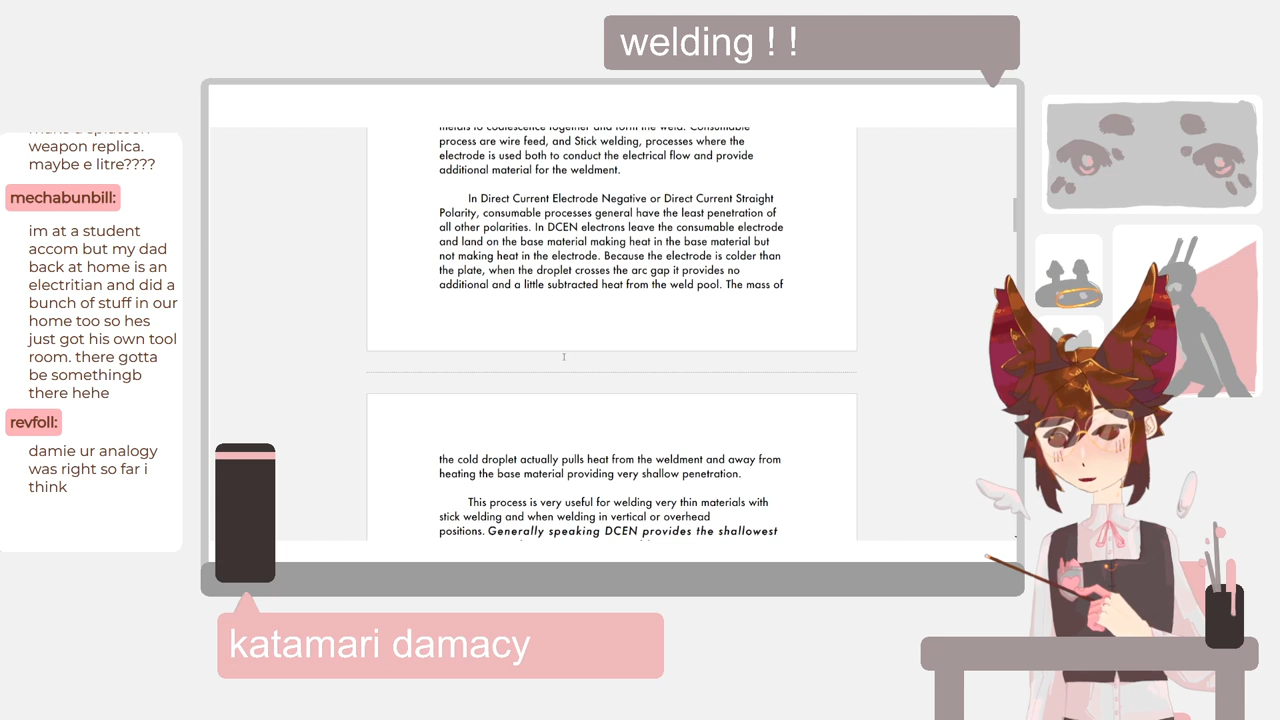 welding ! !
weapon replica.
maybe e litre????
mechabunbill:
im at a student
accom but my dad
back at home is an
electritian and did a
bunch of stuff in our
home too so hes
just got his own tool
room. there gotta
be somethingb
there hehe
revfoll:
damie ur analogy
was right so far i
think
metals to coalescence together and form the weld. Consumable
process are wire feed, and Stick welding, processes where the
electrode is used both to conduct the electrical flow and provide
additional material for the weldment.
In Direct Current Electrode Negative or Direct Current Straight
Polarity, consumable processes general have the least penetration of
all other polarities. In DCEN electrons leave the consumable electrode
and land on the base material making heat in the base material but
not making heat in the electrode. Because the electrode is colder than
the plate, when the droplet crosses the arc gap it provides no
additional and a little subtracted heat from the weld pool. The mass of
the cold droplet actually pulls heat from the weldment and away from
heating the base material providing very shallow penetration.
This process is very useful for welding very thin materials with
stick welding and when welding in vertical or overhead
positions. Generally speaking DCEN provides the shallowest
katamari damacy